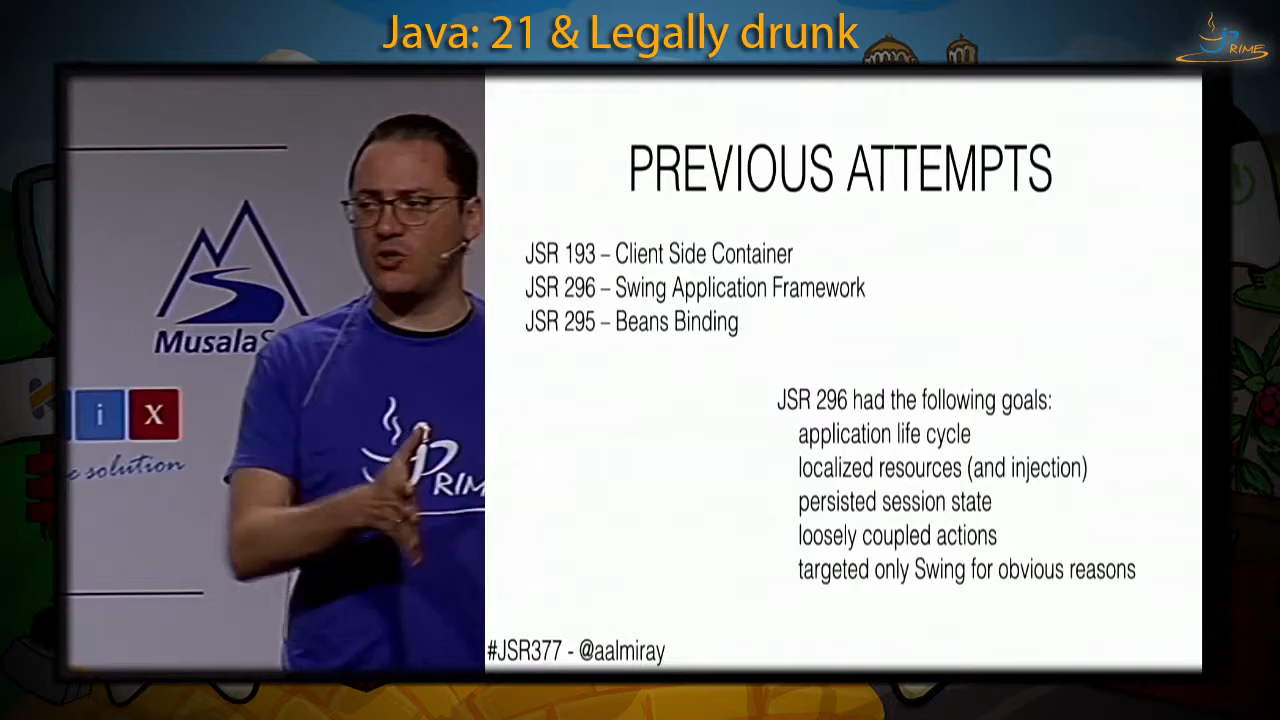 Java: 21 & Legally drunk
JPRIME
PREVIOUS ATTEMPTS
JSR 193 – Client Side Container
JSR 296 – Swing Application Framework
JSR 295 – Beans Binding
JSR 296 had the following goals:
application life cycle
localized resources (and injection)
persisted session state
loosely coupled actions
targeted only Swing for obvious reasons
#JSR377 - @aalmiray
MusalaS
i x
solution
JPRIM